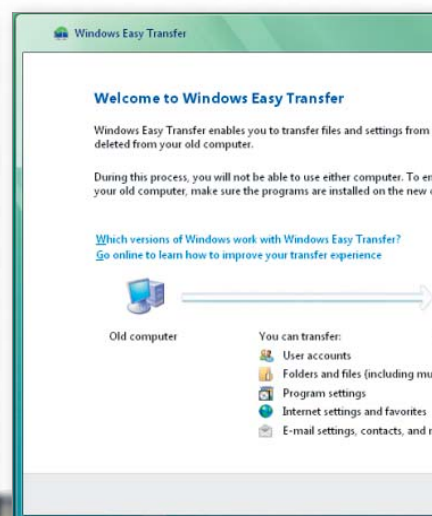 Windows Easy Transfer
Welcome to Windows Easy Transfer
Windows Easy Transfer enables you to transfer files and settings from
deleted from your old computer.
During this process, you will not be able to use either computer. To
your old computer, make sure the programs are installed on the new
Which versions of Windows work with Windows Easy Transfer?
Go online to learn how to improve your transfer experience
Old computer
You can transfer:
User accounts
Folders and files (including
Program settings
Internet settings and favorites
E-mail settings, contacts, and